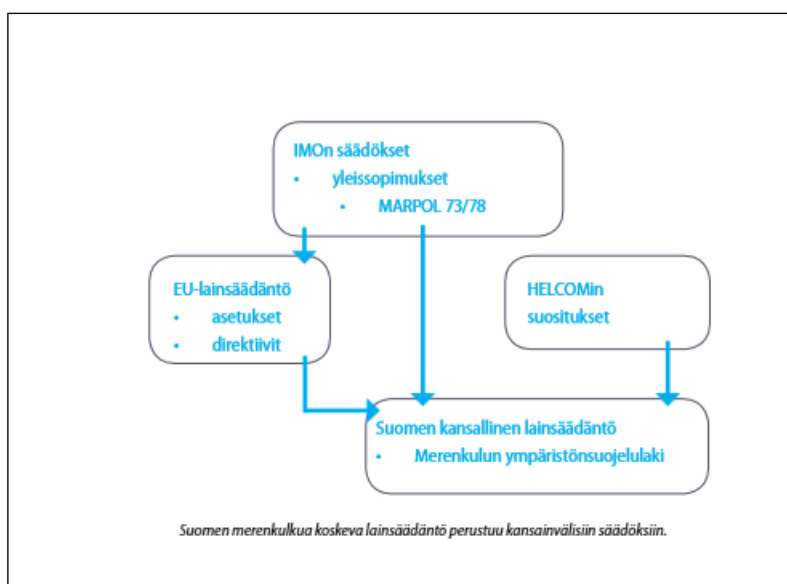 IMOn säädökset
• yleissopimukset
• MARPOL 73/78
EU-lainsäädäntö
• asetukset
• direktiivit
HELCOMin
suositukset
Suomen kansallinen lainsäädäntö
• Merenkulun ympäristönsuojelulaki
Suomen merenkulkua koskeva lainsäädäntö perustuu kansainvälisiin säädöksiin.